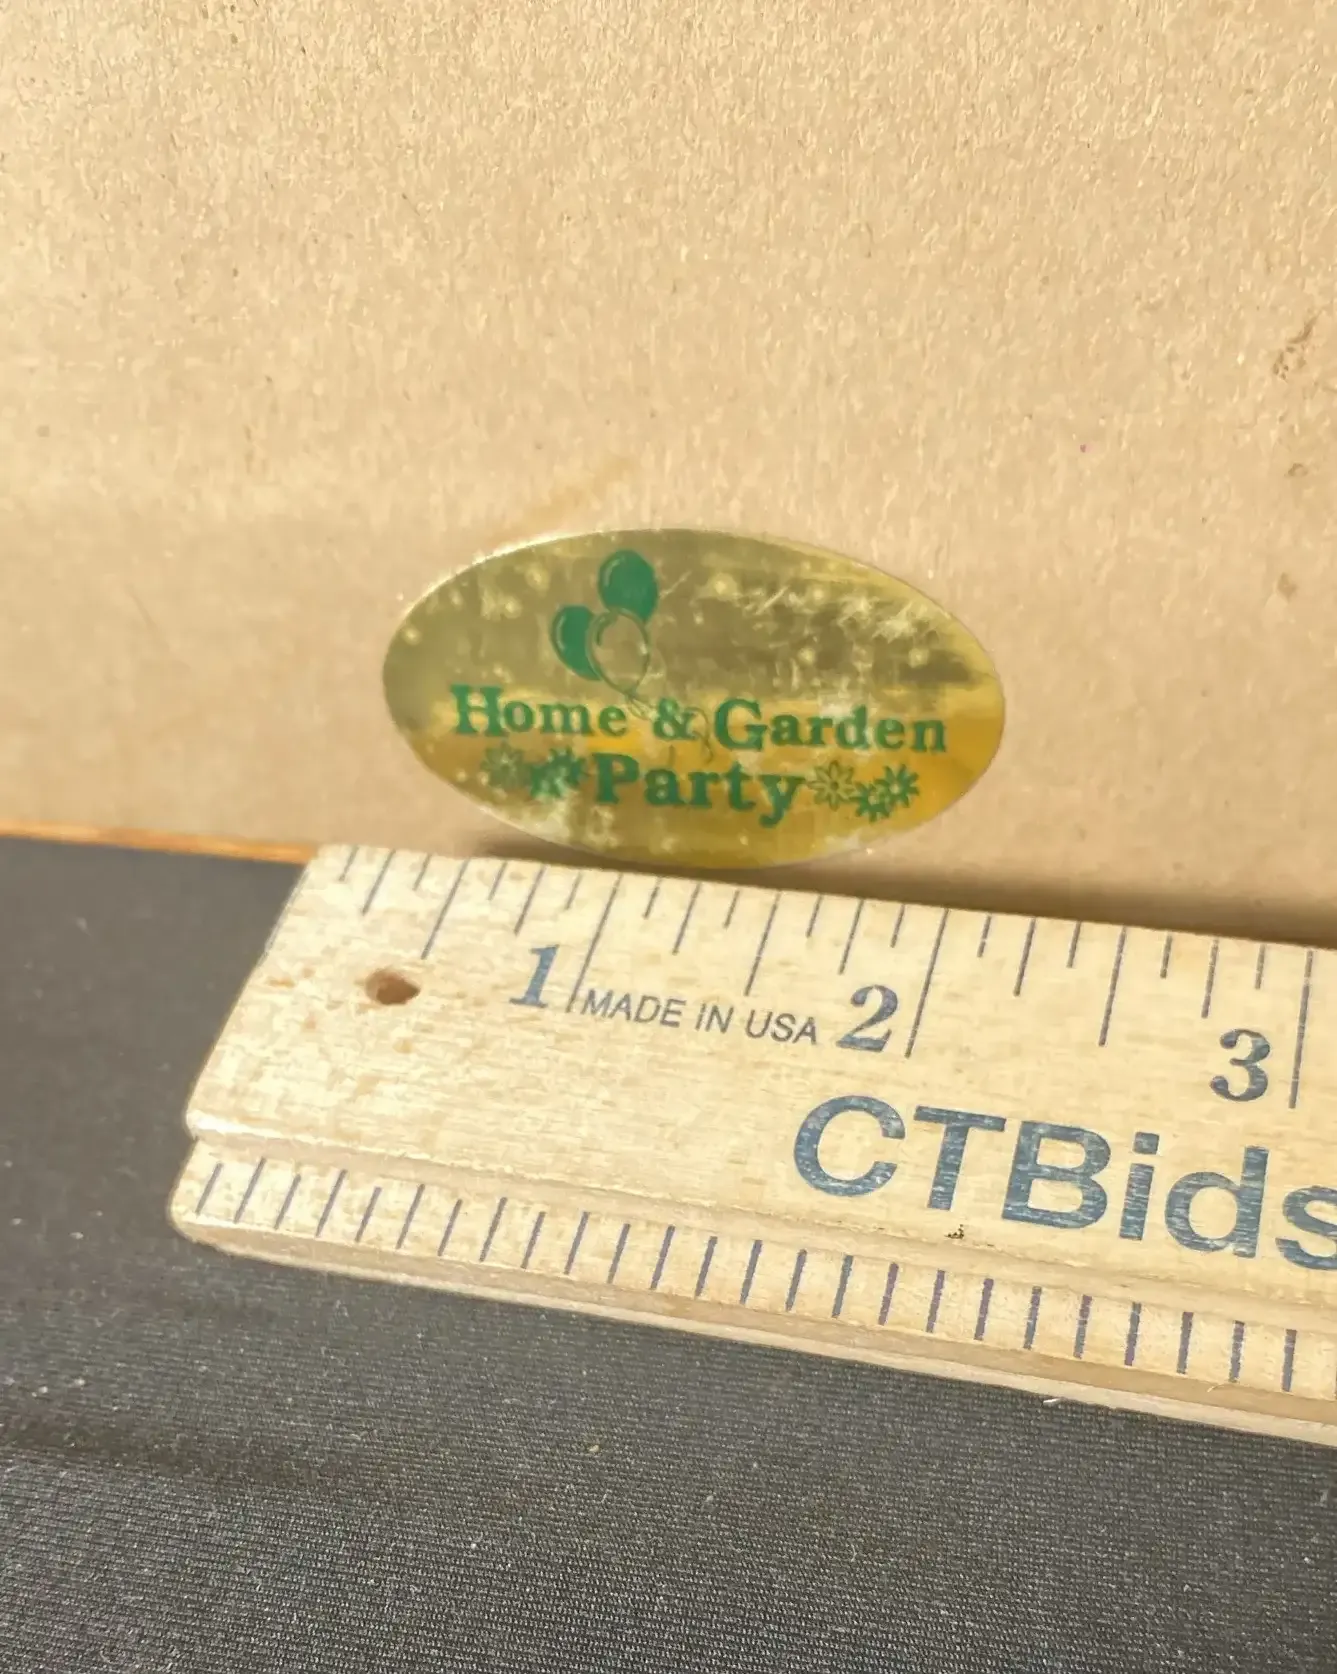 Home & Garden
Party
1 MADE IN USA 2 3
CTBids